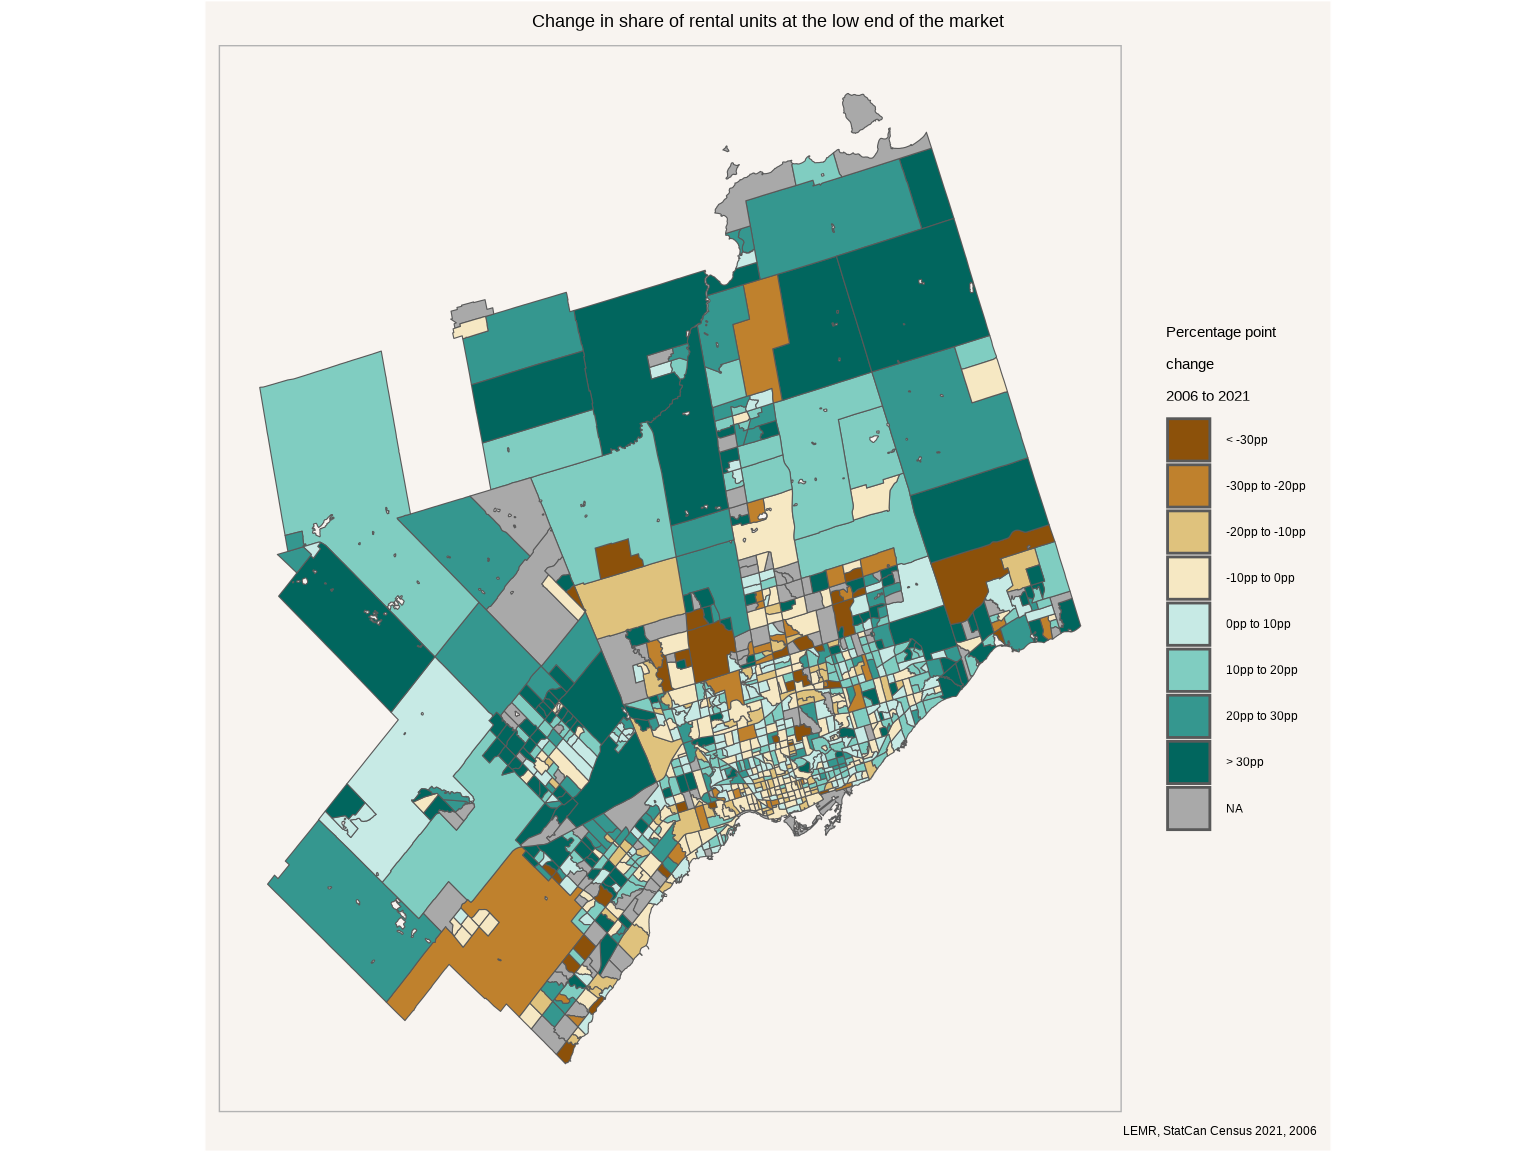 Change in share of rental units at the low end of the market
Percentage point
change
2006 to 2021
< -30pp
-30pp to -20pp
-20pp to -10pp
-10pp to 0pp
0pp to 10pp
10pp to 20pp
20pp to 30pp
> 30pp
NA
LEMR, StatCan Census 2021, 2006